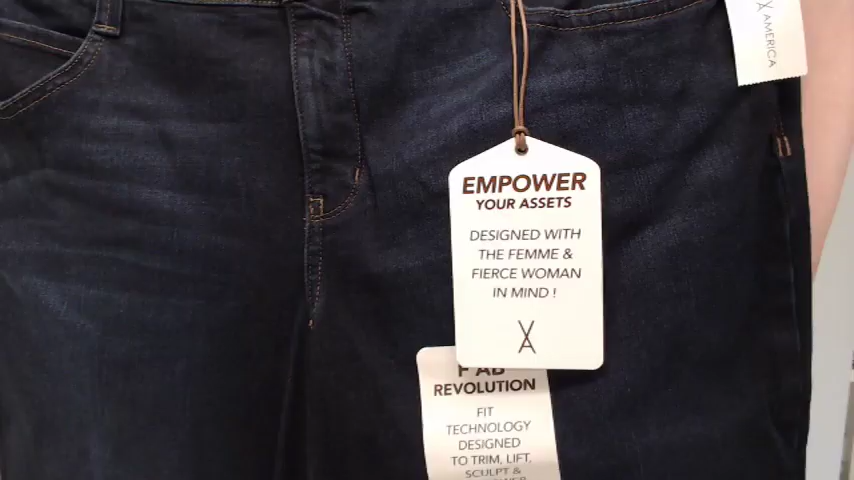 AMERICA
EMPOWER
YOUR ASSETS
DESIGNED WITH
THE FEMME &
FIERCE WOMAN
IN MIND !
REVOLUTION
FIT
TECHNOLOGY
DESIGNED
TO TRIM, LIFT,
SCULPT &